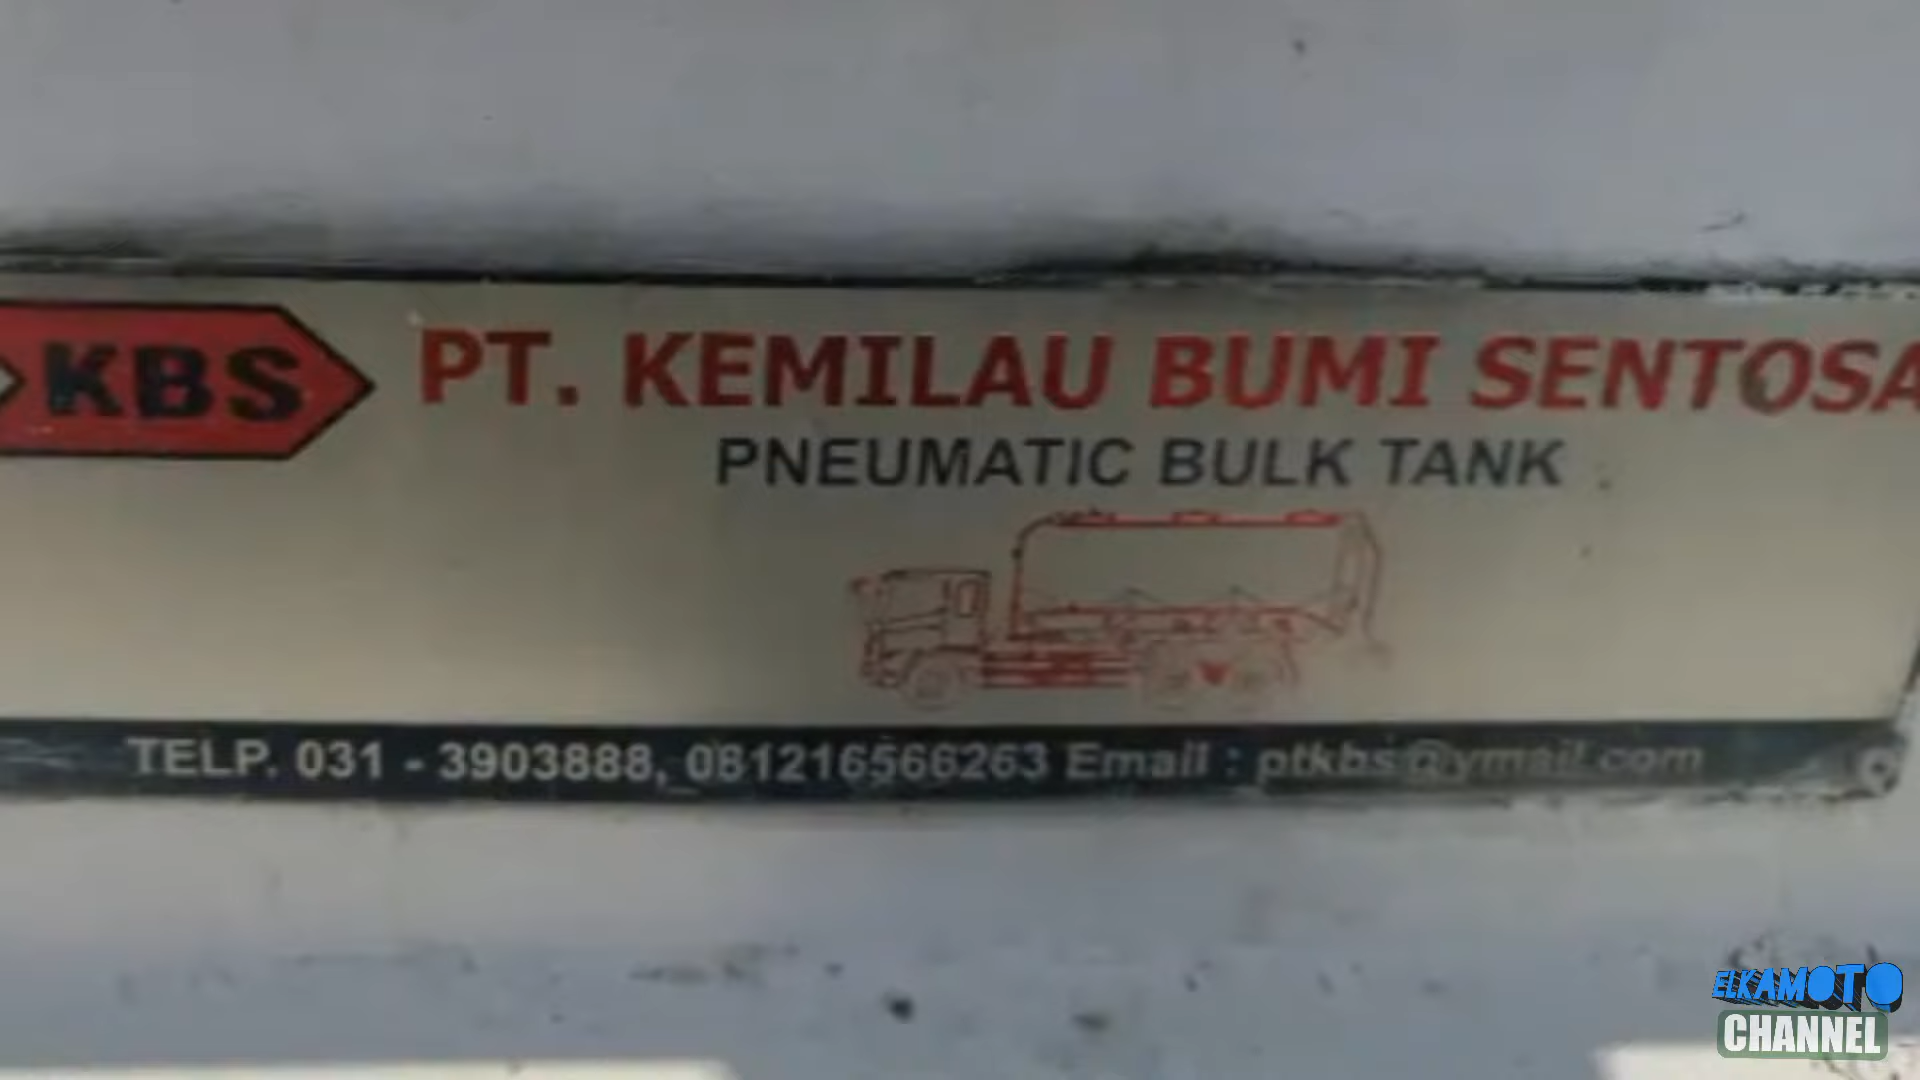 KBS
PT. KEMILAU BUMI SENTOSA
PNEUMATIC BULK TANK
TELP. 031 - 3903888, 081216566263 Email : ptkbs@ymail.com
ELKAMOTO
CHANNEL